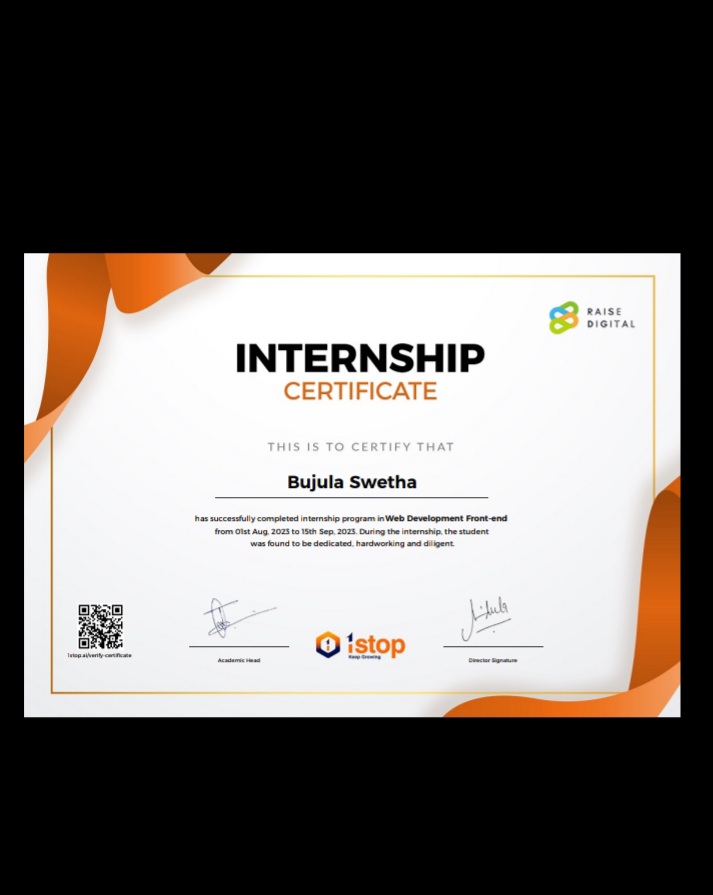 RAISE
DIGITAL
INTERNSHIP
CERTIFICATE
THIS IS TO CERTIFY THAT
Bujula Swetha
has successfully completed internship program in Web Development Front-end
from 01st Aug, 2023 to 15th Sep, 2023. During the internship, the student
was found to be dedicated, hardworking and diligent.
1stop.ai/verify-certificate
Academic Head
1stop
Keep Growing
Director Signature